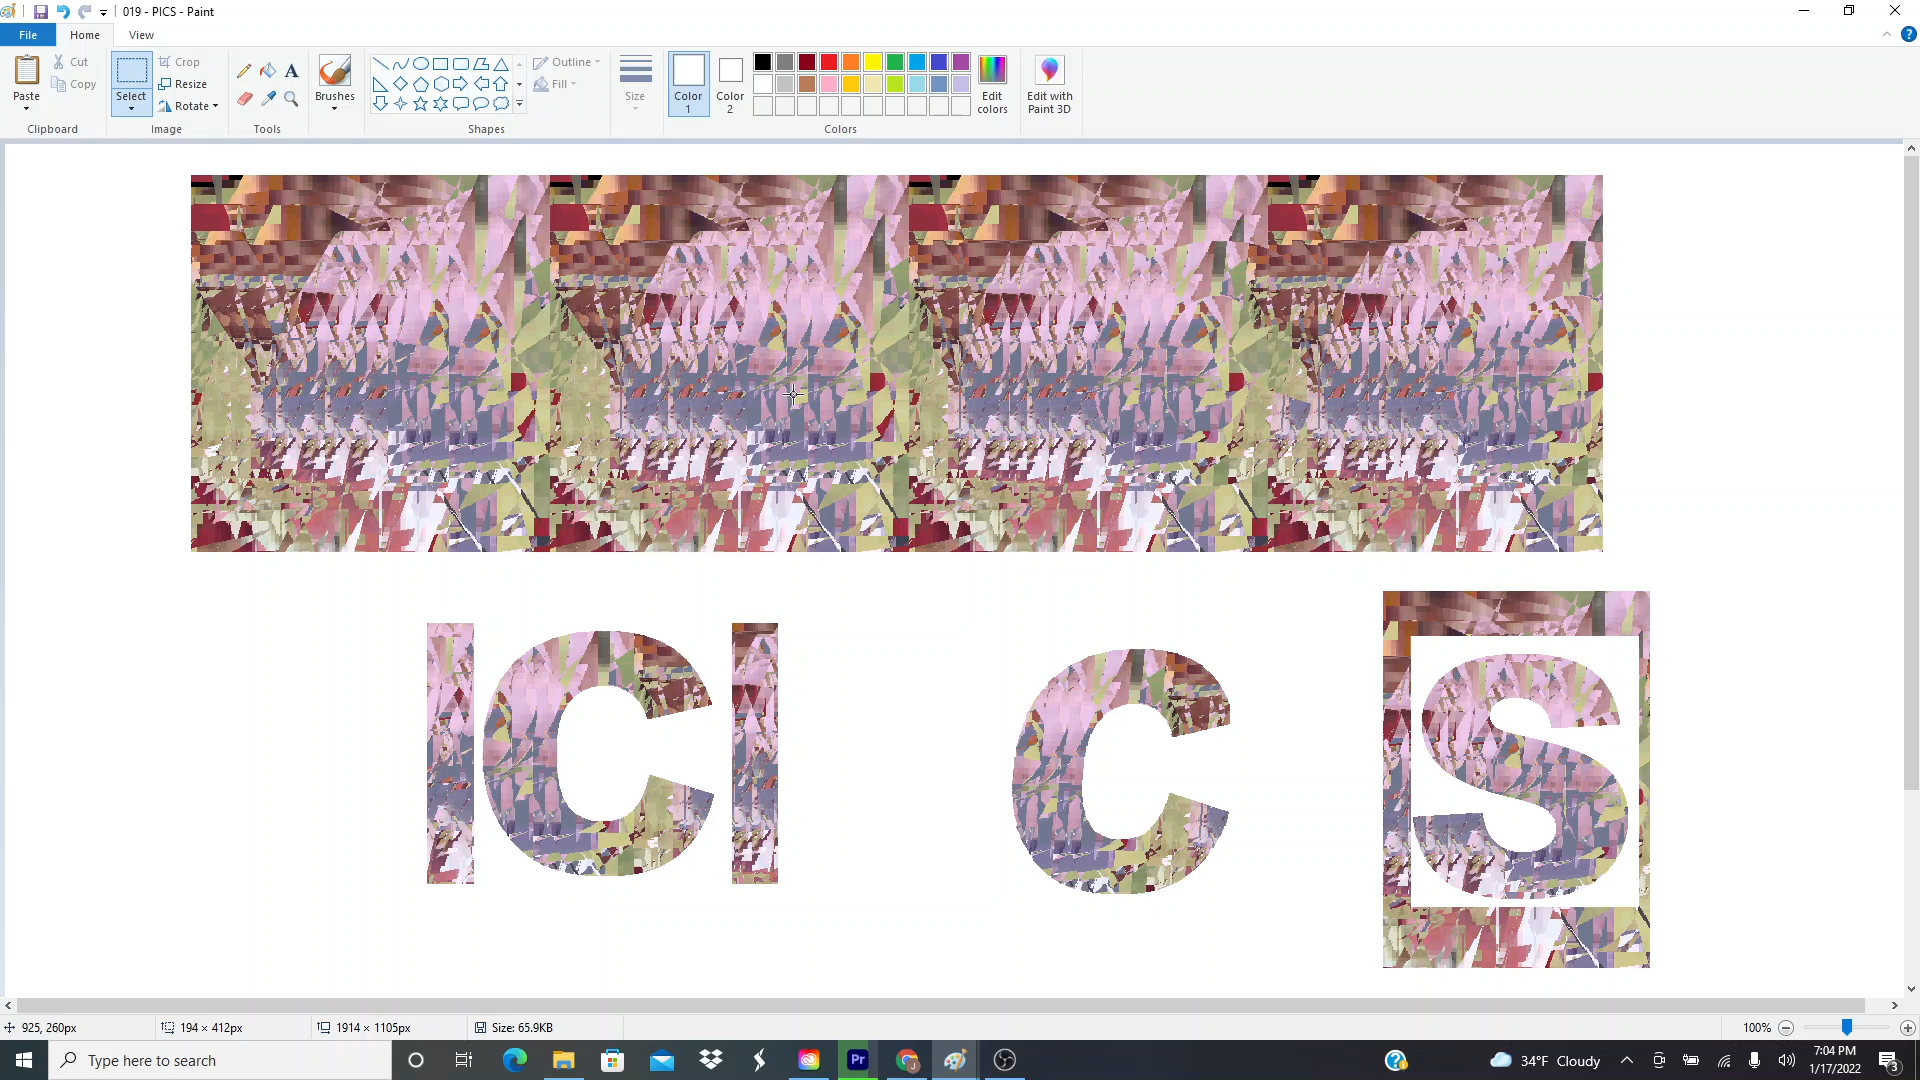 019 - PICS - Paint
File Home View
Paste Cut Copy Clipboard
Select Crop Resize Rotate Image
Tools
Brushes
Shapes
Outline Fill
Size
Color 1 Color 2 Edit colors Colors
Edit with Paint 3D
ICI C S
925, 260px 194 × 412px 1914 × 1105px Size: 65.9KB 100%
Type here to search Pr 34°F Cloudy 7:04 PM 1/17/2022 3